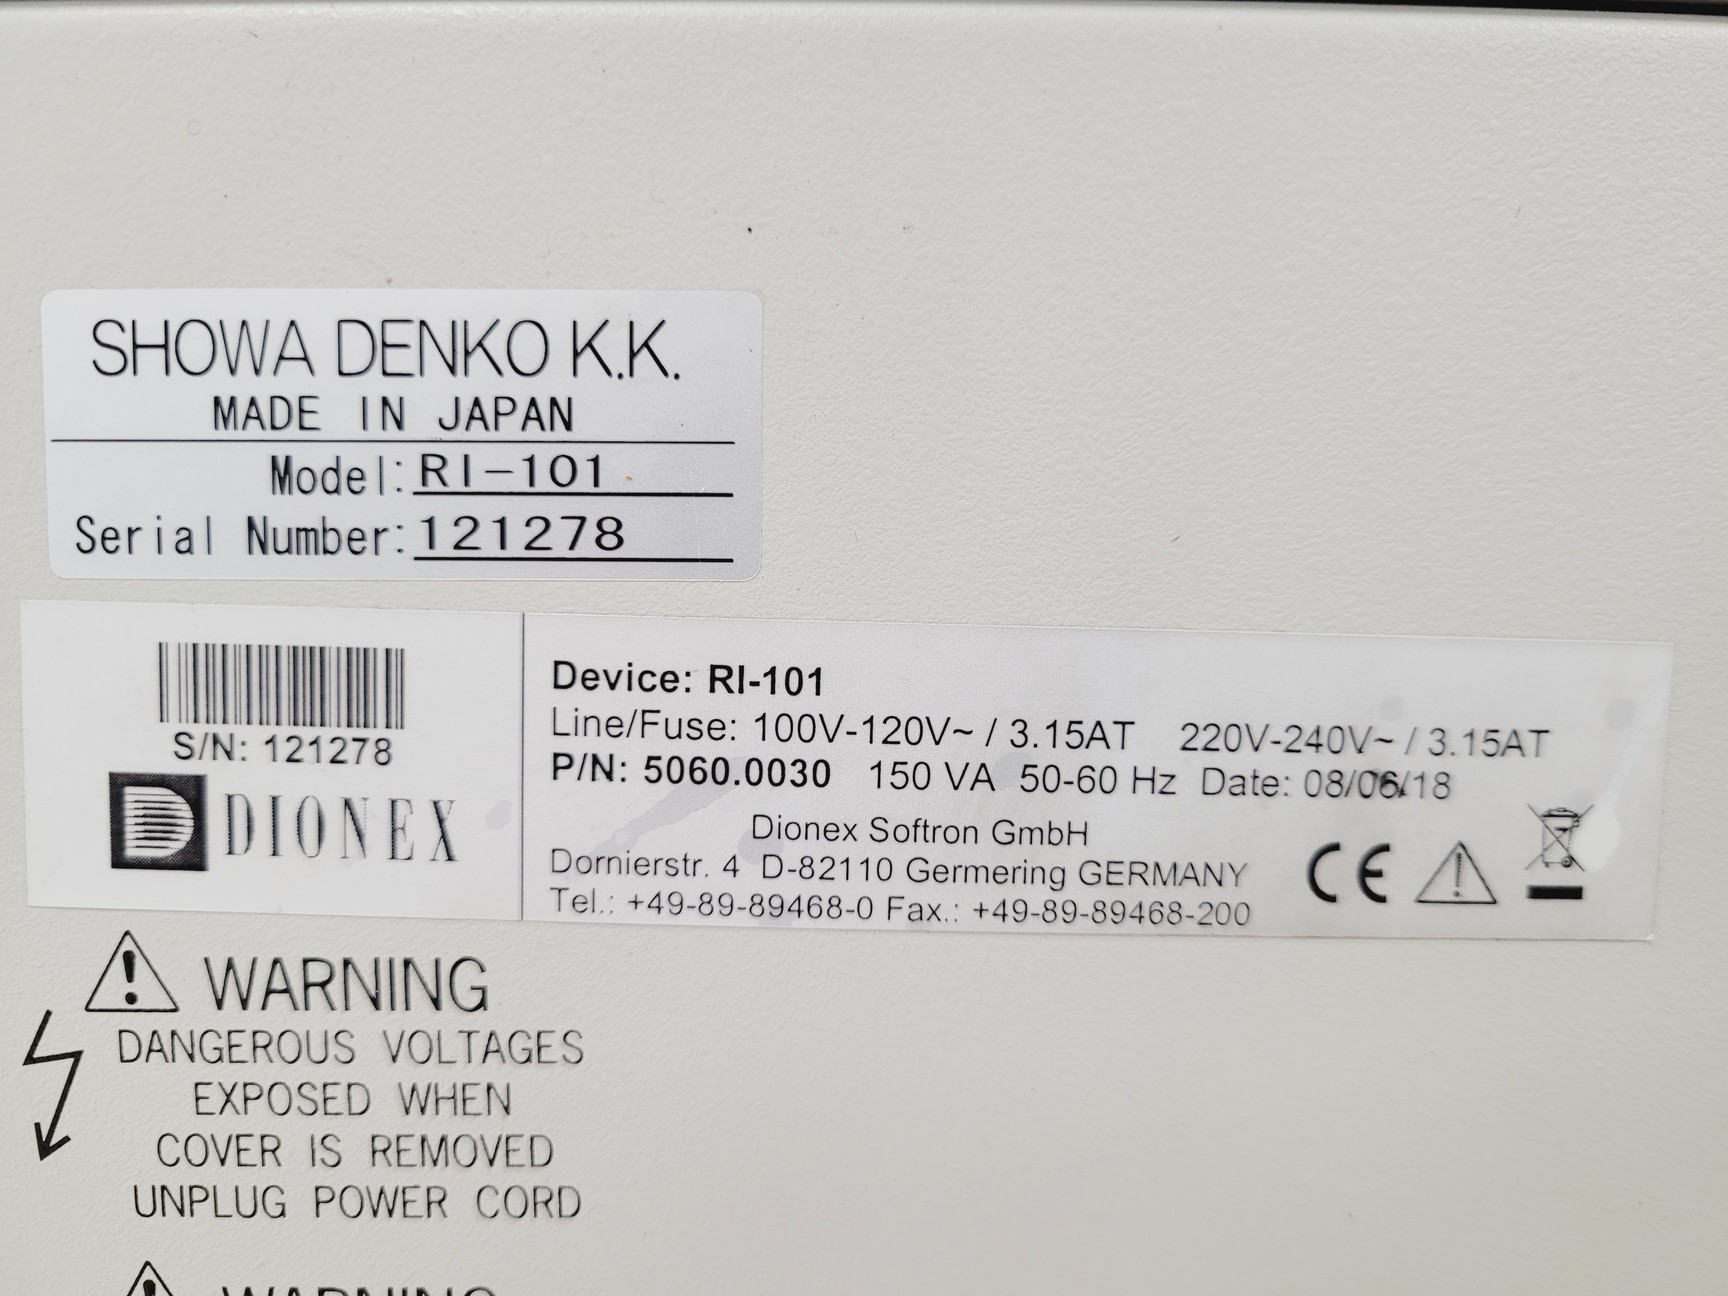 SHOWA DENKO K.K.
MADE IN JAPAN
Model: RI-101
Serial Number: 121278
S/N: 121278
DIONEX
Device: RI-101
Line/Fuse: 100V-120V~ / 3.15AT 220V-240V~ / 3.15AT
P/N: 5060.0030 150 VA 50-60 Hz Date: 08/06/18
Dionex Softron GmbH
Dornierstr. 4 D-82110 Germering GERMANY
Tel.: +49-89-89468-0 Fax.: +49-89-89468-200
CE
WARNING
DANGEROUS VOLTAGES
EXPOSED WHEN
COVER IS REMOVED
UNPLUG POWER CORD
WARNING